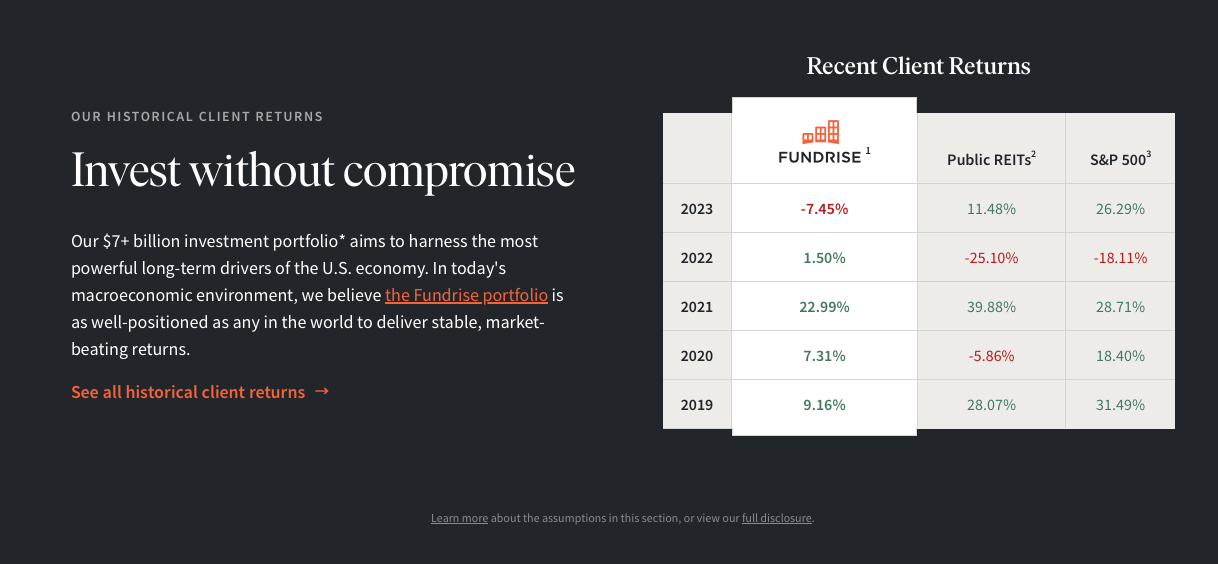 OUR HISTORICAL CLIENT RETURNS
Invest without compromise
Our $7+ billion investment portfolio* aims to harness the most
powerful long-term drivers of the U.S. economy. In today's
macroeconomic environment, we believe the Fundrise portfolio is
as well-positioned as any in the world to deliver stable, market-
beating returns.
See all historical client returns →
Recent Client Returns
FUNDRISE 1 Public REITs2 S&P 5003
2023 -7.45% 11.48% 26.29%
2022 1.50% -25.10% -18.11%
2021 22.99% 39.88% 28.71%
2020 7.31% -5.86% 18.40%
2019 9.16% 28.07% 31.49%
Learn more about the assumptions in this section, or view our full disclosure.